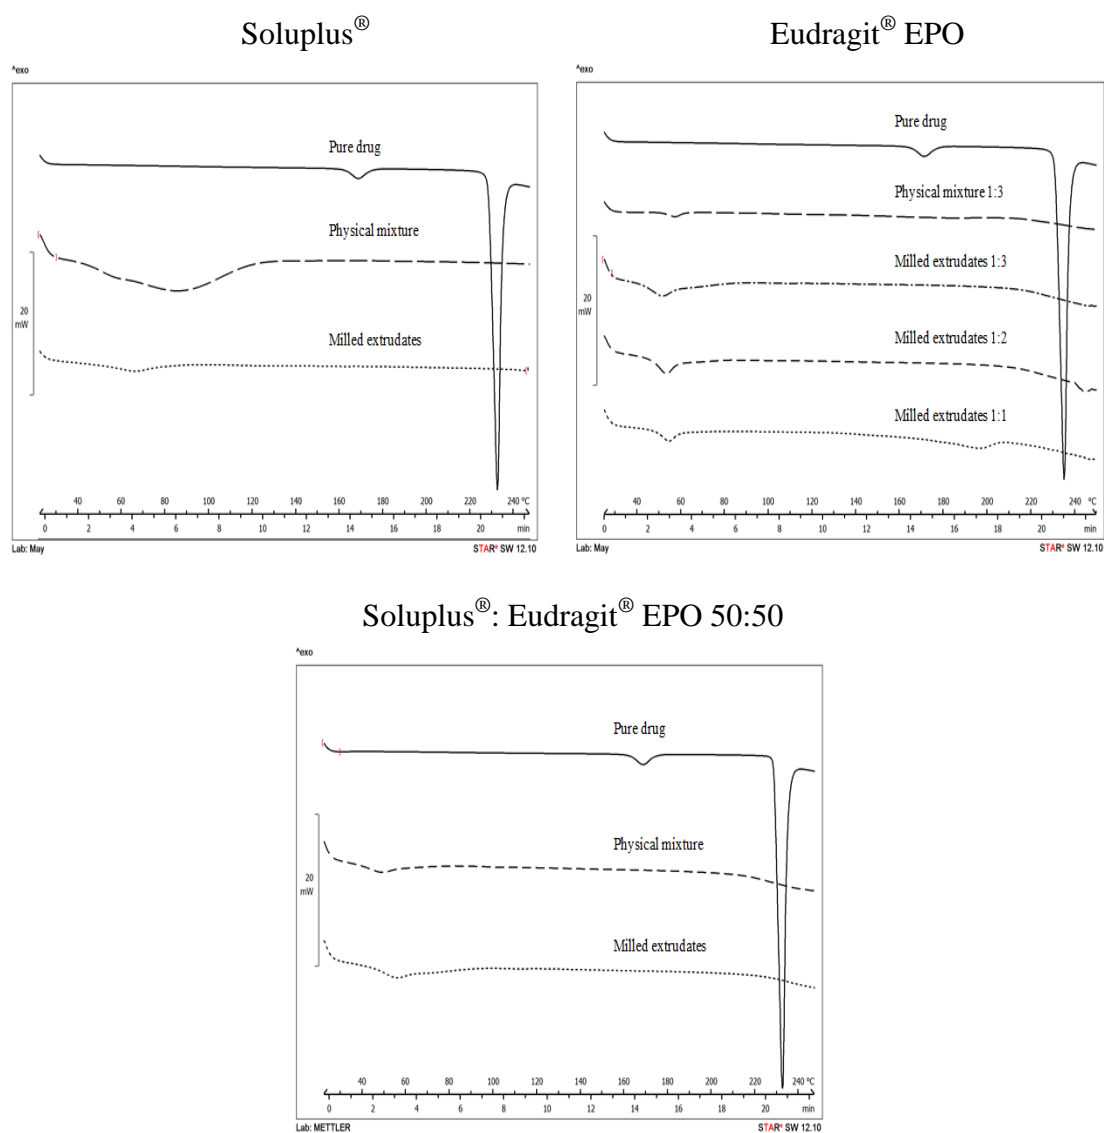 Soluplus®
Eudragit® EPO
^exo
Pure drug
Physical mixture
Milled extrudates
20
mW
40 60 80 100 120 140 160 180 200 220 240 °C
0 2 4 6 8 10 12 14 16 18 20 min
Lab: May
STARe SW 12.10
^exo
Pure drug
Physical mixture 1:3
Milled extrudates 1:3
20
mW
Milled extrudates 1:2
Milled extrudates 1:1
40 60 80 100 120 140 160 180 200 220 240 °C
0 2 4 6 8 10 12 14 16 18 20 min
Lab: May
STARe SW 12.10
Soluplus®: Eudragit® EPO 50:50
^exo
Pure drug
Physical mixture
20
mW
Milled extrudates
40 60 80 100 120 140 160 180 200 220 240 °C
0 2 4 6 8 10 12 14 16 18 20 min
Lab: METTLER
STARe SW 12.10